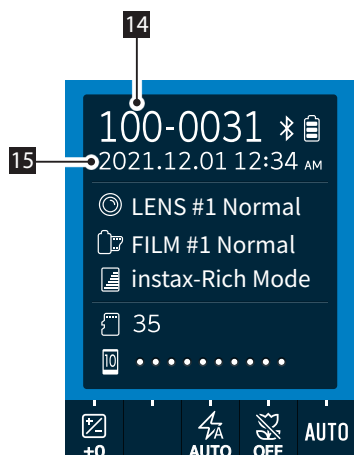 14
100-0031
15
2021.12.01 12:34 AM
LENS #1 Normal
FILM #1 Normal
instax-Rich Mode
35
10
±0 A AUTO OFF AUTO